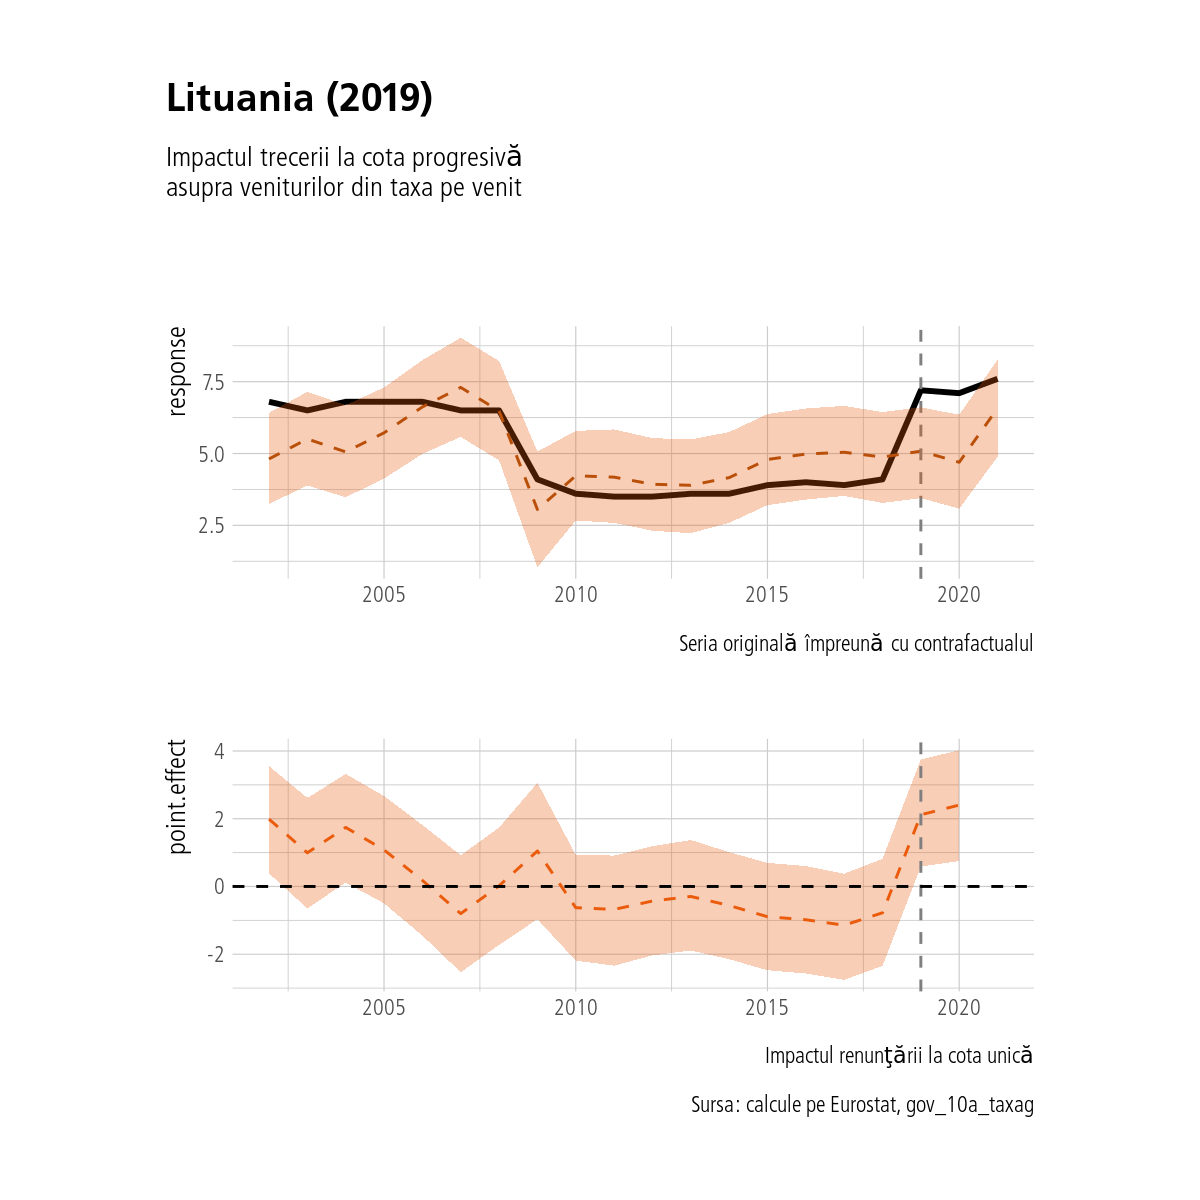 Lituania (2019)
Impactul trecerii la cota progresivă
asupra veniturilor din taxa pe venit
response
7.5
5.0
2.5
2005 2010 2015 2020
Seria originală împreună cu contrafactualul
point.effect
4
2
0
-2
2005 2010 2015 2020
Impactul renunţării la cota unică
Sursa: calcule pe Eurostat, gov_10a_taxag